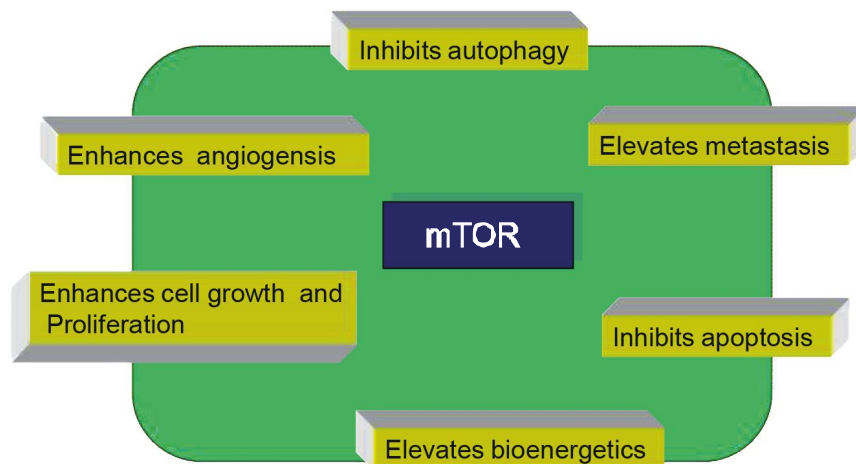 Inhibits autophagy
Enhances angiogensis
Elevates metastasis
mTOR
Enhances cell growth and
Proliferation
Inhibits apoptosis
Elevates bioenergetics